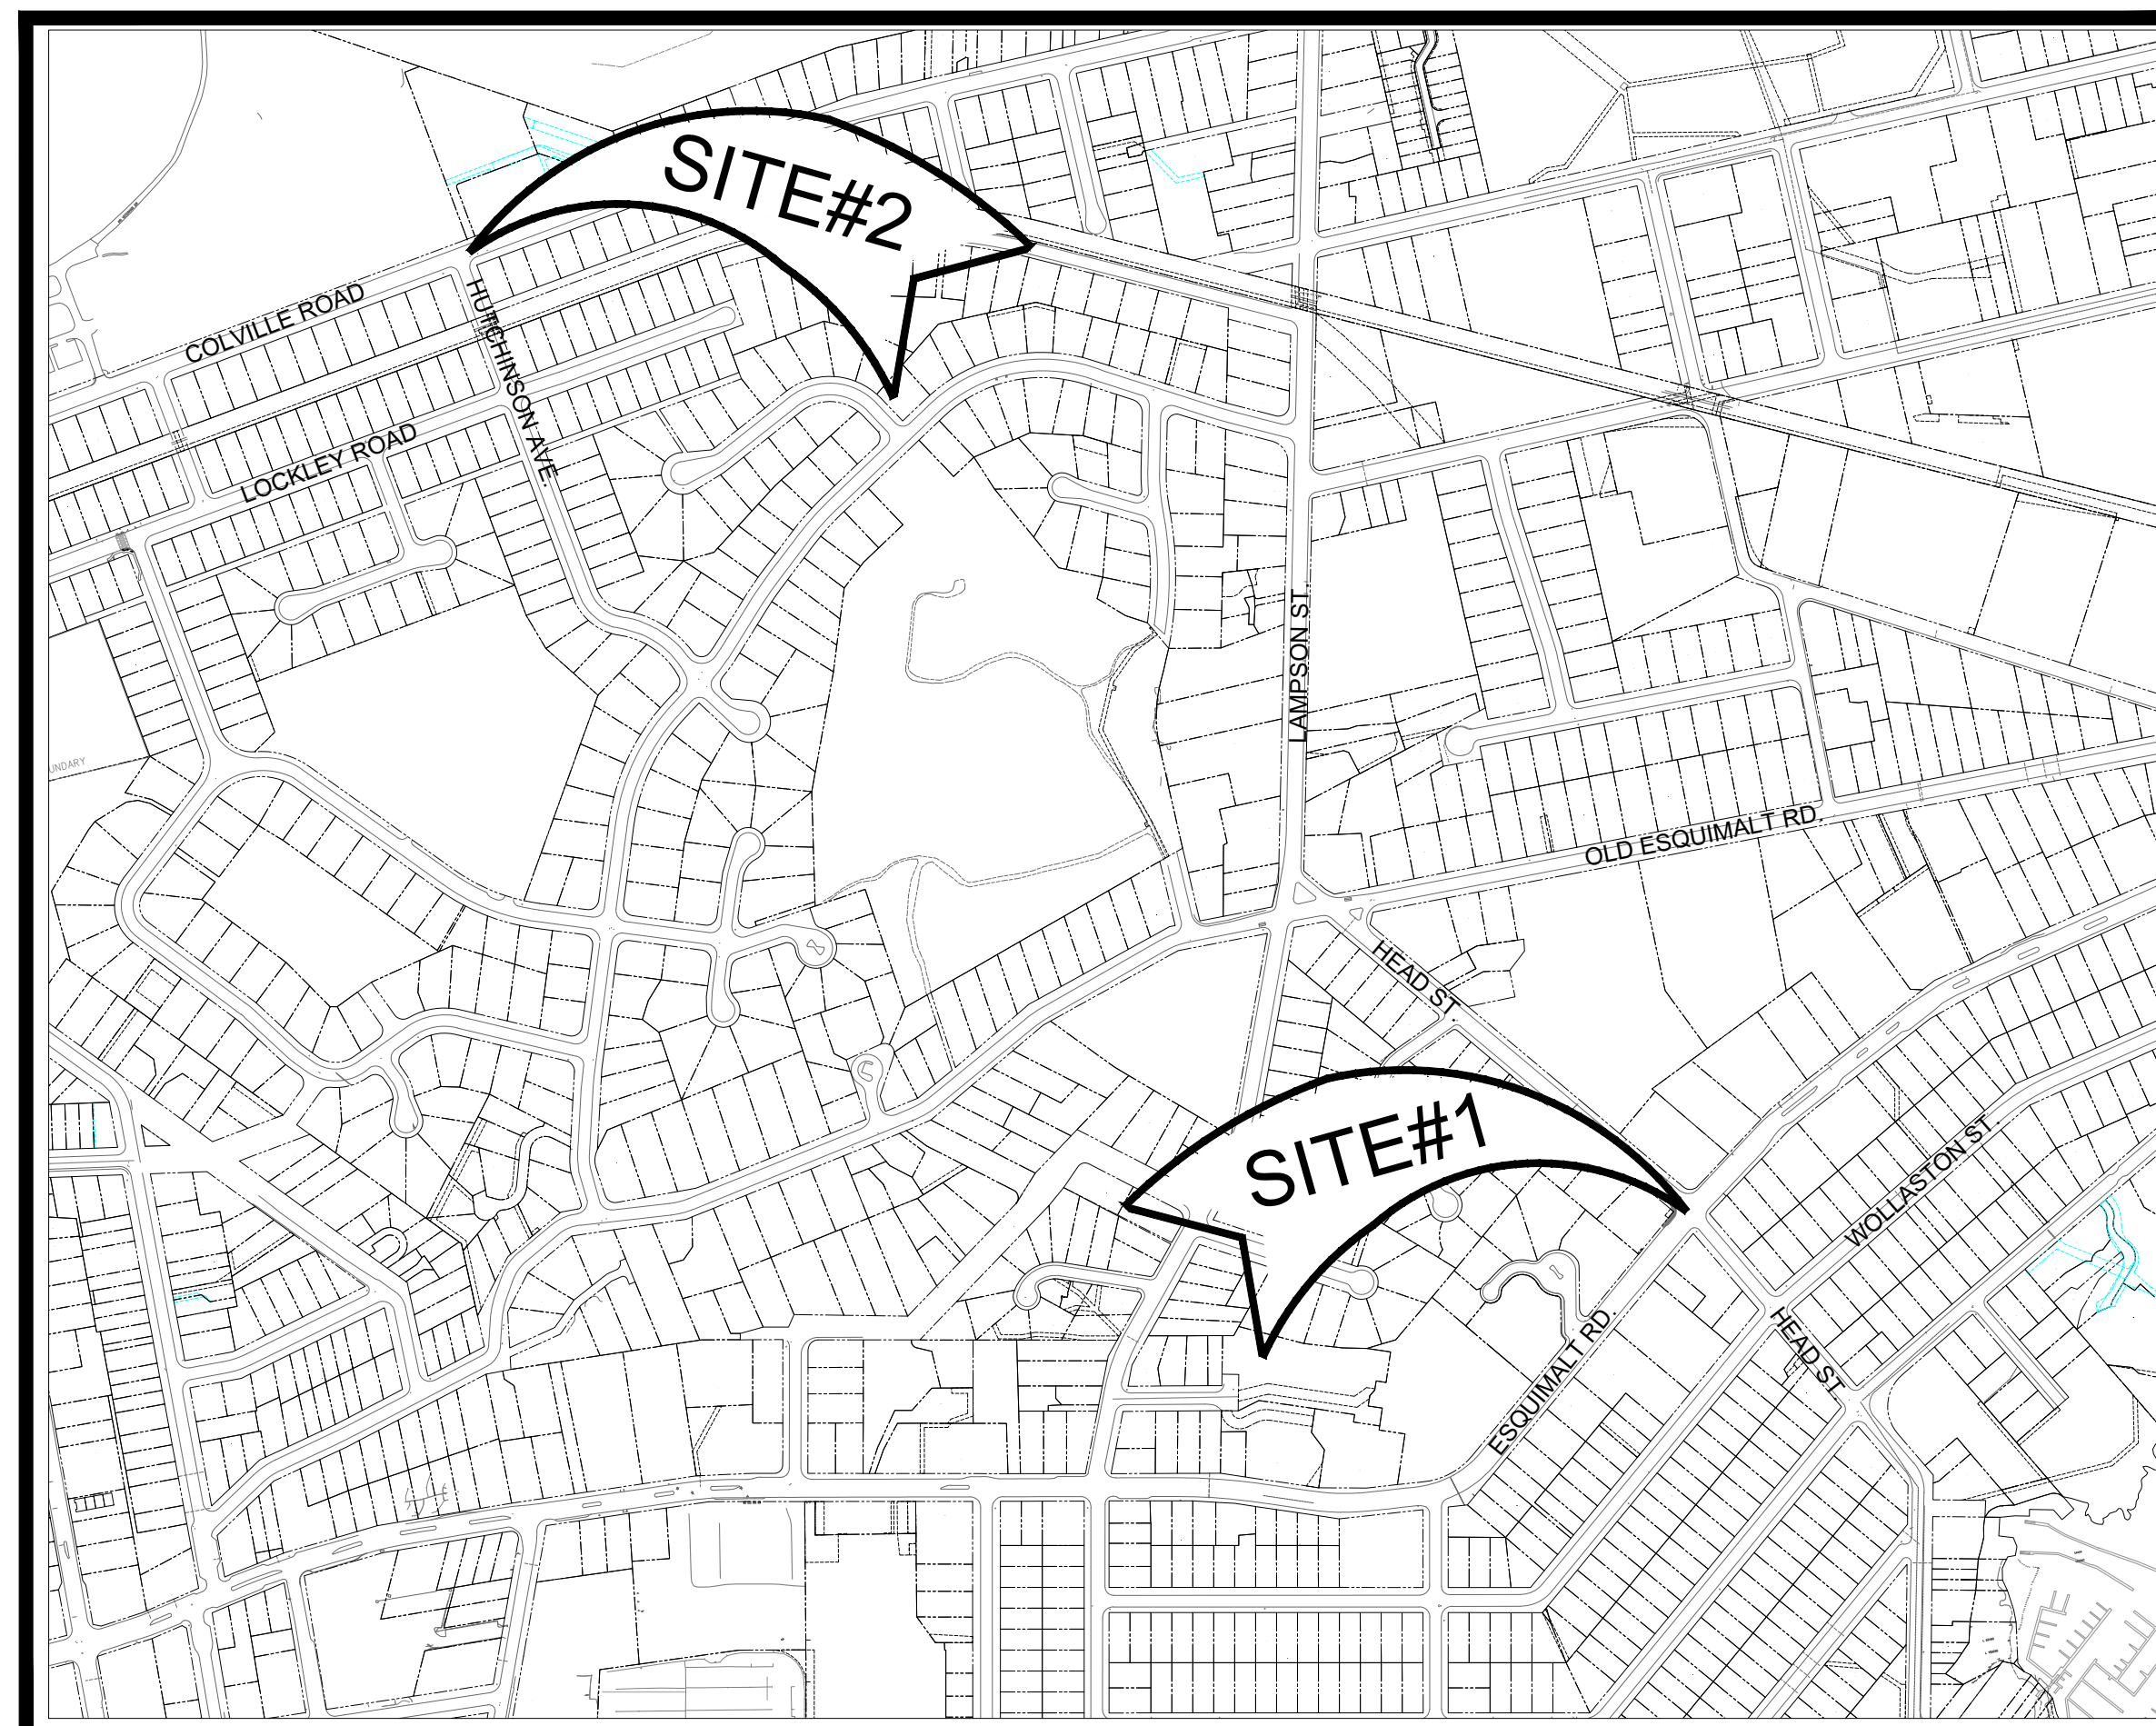 SITE#2
COLVILLE ROAD
HUTCHINSON AVE
LOCKLEY ROAD
LAMPSON ST
UNDARY
OLD ESQUIMALT RD.
HEAD ST
SITE#1
WOLLASTON ST.
ESQUIMALT RD.
HEAD ST